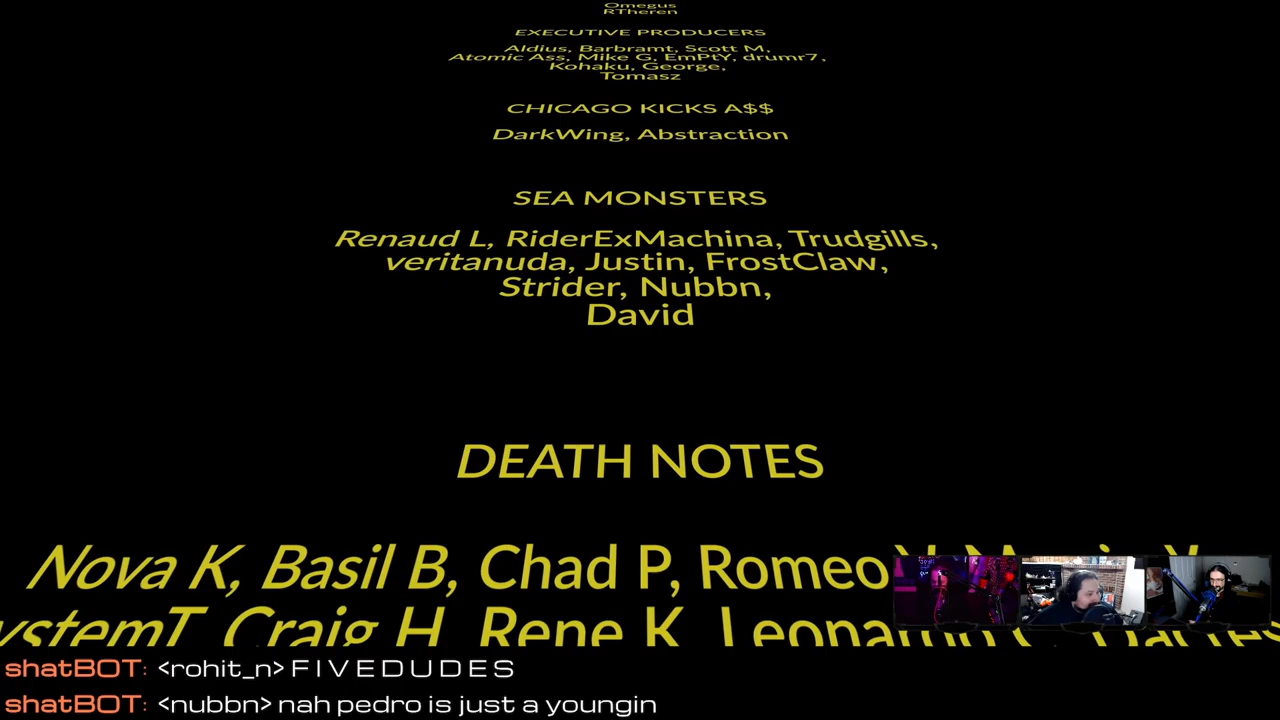 Omegus
RTheren
EXECUTIVE PRODUCERS
Aldius, Barbramt, Scott M,
Atomic Ass, Mike G, EmPtY, drumr7,
Kohaku, George,
Tomasz
CHICAGO KICKS A$$
DarkWing, Abstraction
SEA MONSTERS
Renaud L, RiderExMachina, Trudgills,
veritanuda, Justin, FrostClaw,
Strider, Nubbn,
David
DEATH NOTES
Nova K, Basil B, Chad P, Romeo
Craig H, Rene K,
shatBOT: <rohit_n> F I V E D U D E S
shatBOT: <nubbn> nah pedro is just a youngin